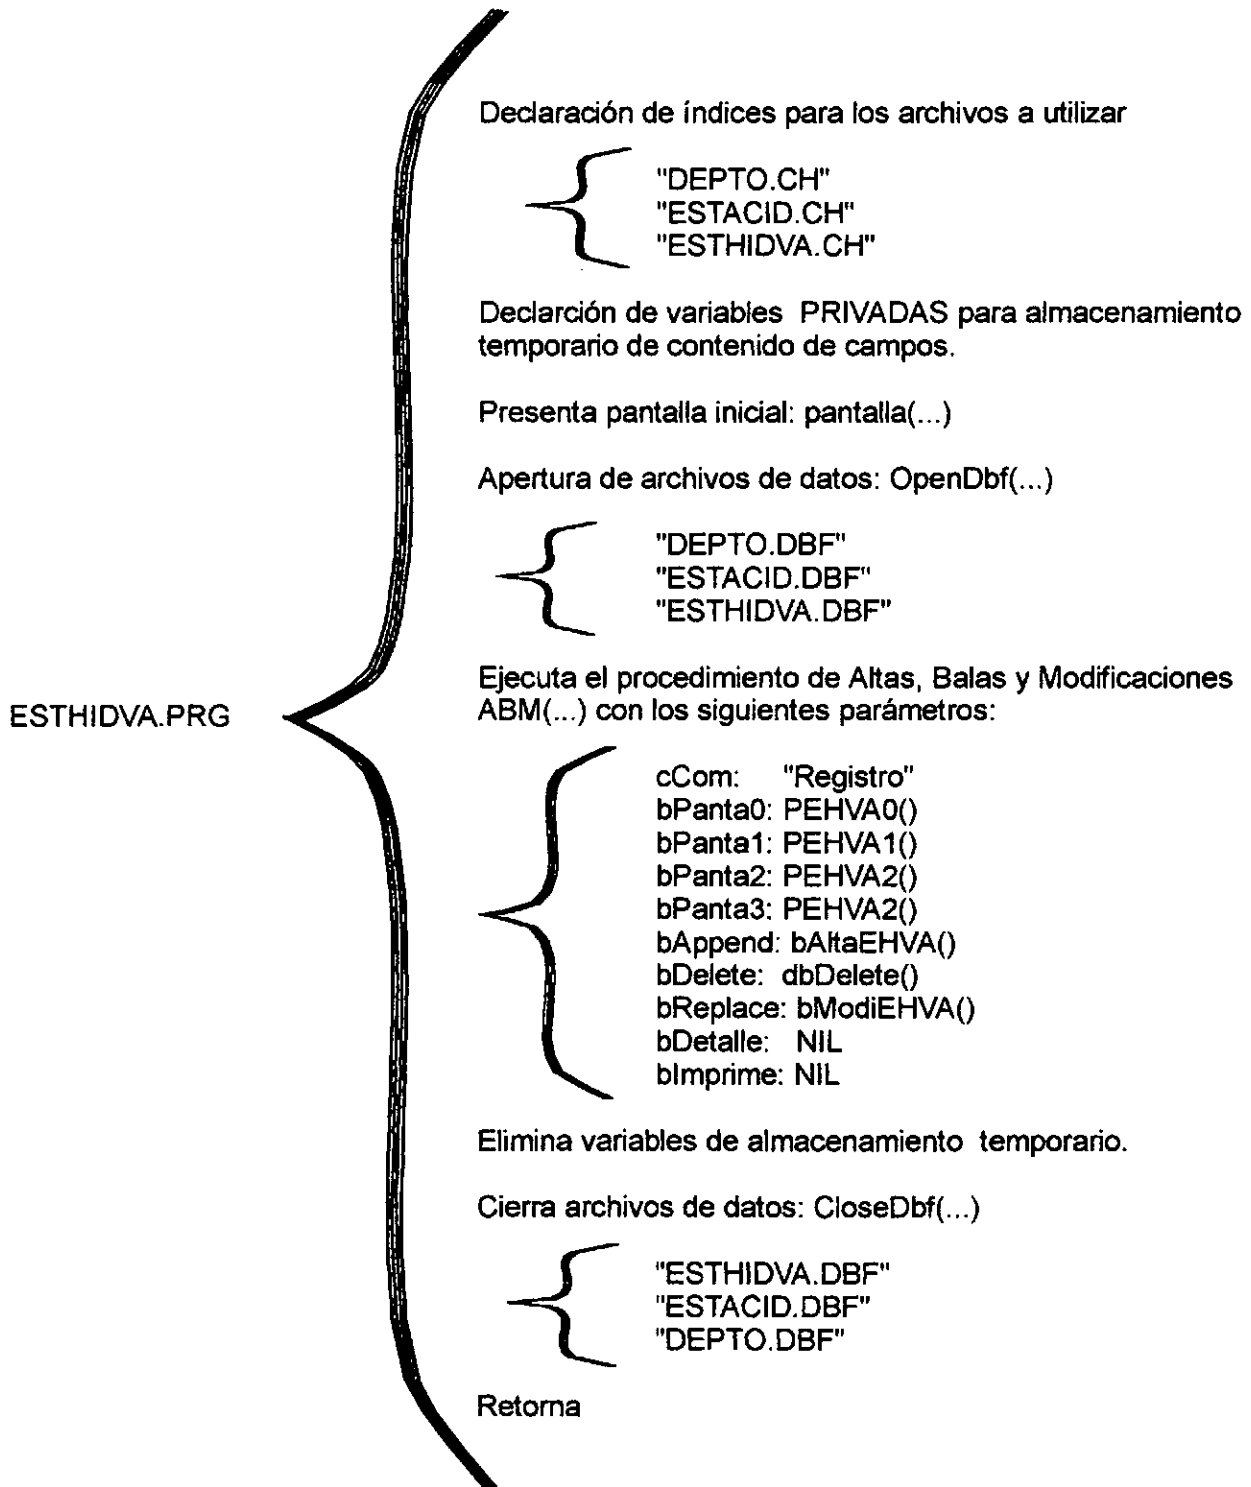 Declaración de índices para los archivos a utilizar
"DEPTO.CH"
"ESTACID.CH"
"ESTHIDVA.CH"
Declarción de variables PRIVADAS para almacenamiento
temporario de contenido de campos.
Presenta pantalla inicial: pantalla(...)
Apertura de archivos de datos: OpenDbf(...)
"DEPTO.DBF"
"ESTACID.DBF"
"ESTHIDVA.DBF"
ESTHIDVA.PRG
Ejecuta el procedimiento de Altas, Balas y Modificaciones
ABM(...) con los siguientes parámetros:
cCom: "Registro"
bPanta0: PEHVA0()
bPanta1: PEHVA1()
bPanta2: PEHVA2()
bPanta3: PEHVA2()
bAppend: bAltaEHVA()
bDelete: dbDelete()
bReplace: bModiEHVA()
bDetalle: NIL
bImprime: NIL
Elimina variables de almacenamiento temporario.
Cierra archivos de datos: CloseDbf(...)
"ESTHIDVA.DBF"
"ESTACID.DBF"
"DEPTO.DBF"
Retorna